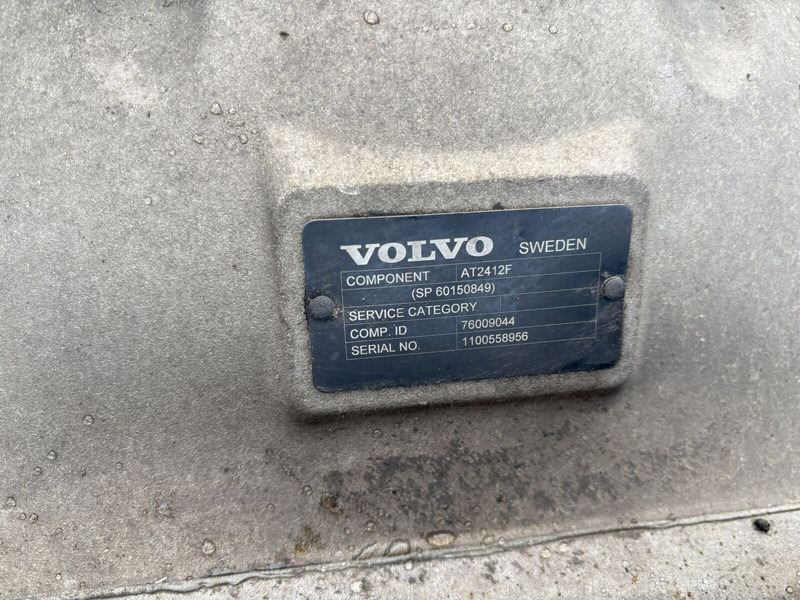 VOLVO SWEDEN
COMPONENT AT2412F
(SP 60150849)
SERVICE CATEGORY
COMP. ID 76009044
SERIAL NO. 1100558956